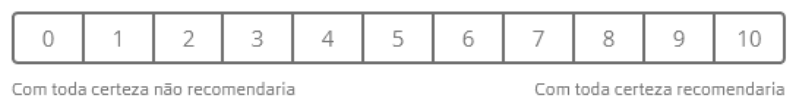 0 1 2 3 4 5 6 7 8 9 10
Com toda certeza não recomendaria Com toda certeza recomendaria